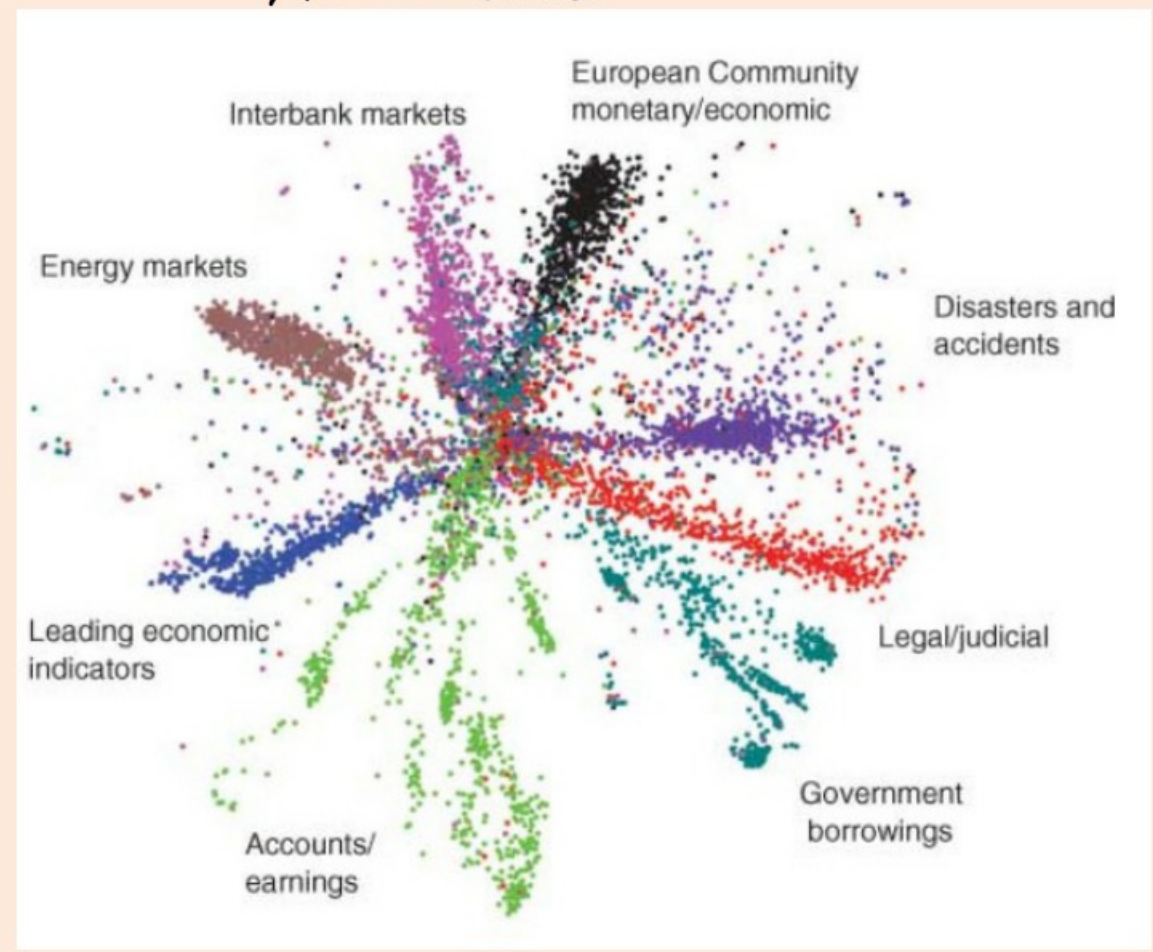 European Community
monetary/economic
Interbank markets
Energy markets
Disasters and
accidents
Leading economic
indicators
Legal/judicial
Government
borrowings
Accounts/
earnings